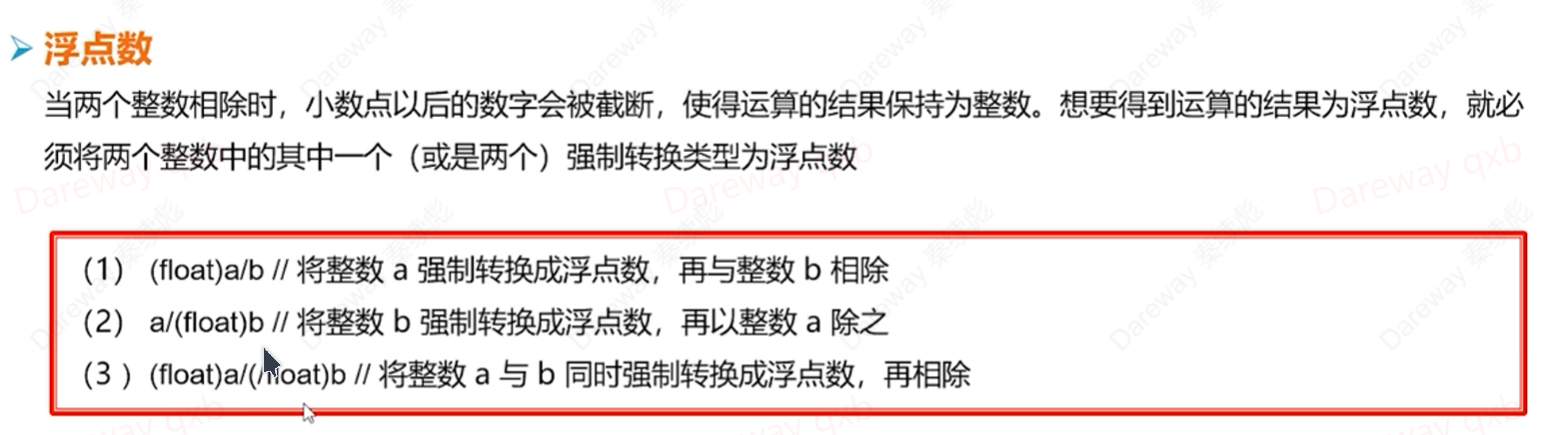 浮点数
当两个整数相除时，小数点以后的数字会被截断，使得运算的结果保持为整数。想要得到运算的结果为浮点数，就必
须将两个整数中的其中一个（或是两个）强制转换类型为浮点数
（1） (float)a/b // 将整数 a 强制转换成浮点数，再与整数 b 相除
（2） a/(float)b // 将整数 b 强制转换成浮点数，再以整数 a 除之
（3 ）(float)a/(float)b // 将整数 a 与 b 同时强制转换成浮点数，再相除
Dareway qxb
Dareway qxb
Dareway qxb